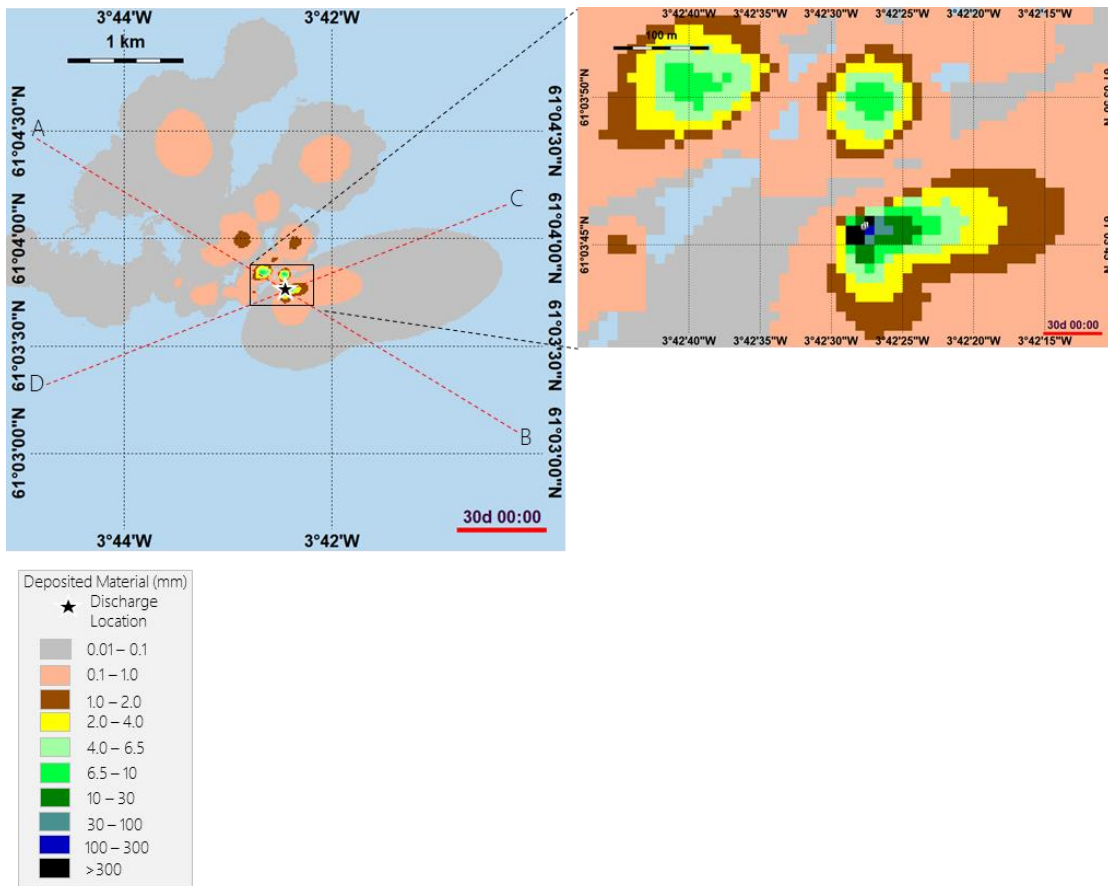 3°44'W 3°42'W
1 km
A
61°04'30"N
61°04'30"N
C
61°04'00"N
61°04'00"N
61°03'30"N
61°03'30"N
D
B
61°03'00"N
61°03'00"N
30d 00:00
3°44'W 3°42'W
3°42'40"W 3°42'35"W 3°42'30"W 3°42'25"W 3°42'20"W 3°42'15"W
100 m
61°03'50"N
61°03'50"N
61°03'45"N
61°03'45"N
30d 00:00
3°42'40"W 3°42'35"W 3°42'30"W 3°42'25"W 3°42'20"W 3°42'15"W
Deposited Material (mm)
Discharge
Location
0.01 – 0.1
0.1 – 1.0
1.0 – 2.0
2.0 – 4.0
4.0 – 6.5
6.5 – 10
10 – 30
30 – 100
100 – 300
>300